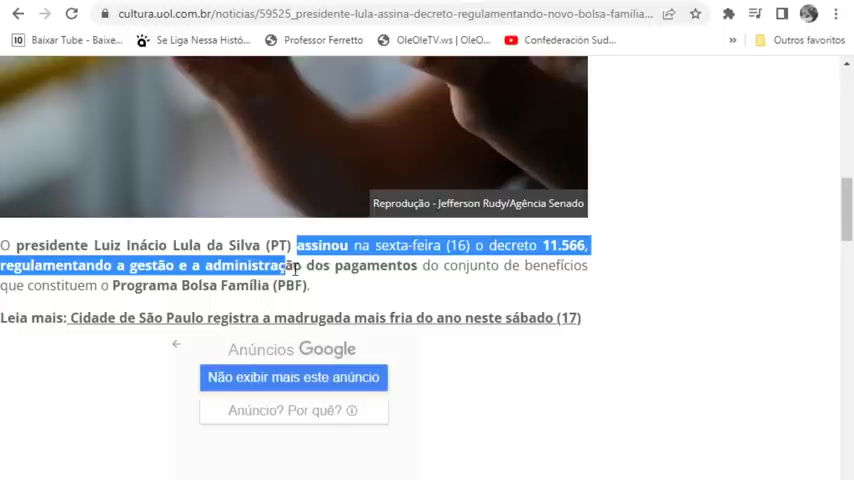 cultura.uol.com.br/noticias/59525_presidente-lula-assina-decreto-regulamentando-novo-bolsa-familia...
Baixar Tube - Baixe...
Se Liga Nessa Histó...
Professor Ferretto
OleOleTV.ws | OleO...
Confederación Sud...
»
Outros favoritos
Reprodução - Jefferson Rudy/Agência Senado
O presidente Luiz Inácio Lula da Silva (PT) assinou na sexta-feira (16) o decreto 11.566,
regulamentando a gestão e a administração dos pagamentos do conjunto de benefícios
que constituem o Programa Bolsa Família (PBF).
Leia mais: Cidade de São Paulo registra a madrugada mais fria do ano neste sábado (17)
Anúncios Google
Não exibir mais este anúncio
Anúncio? Por quê?